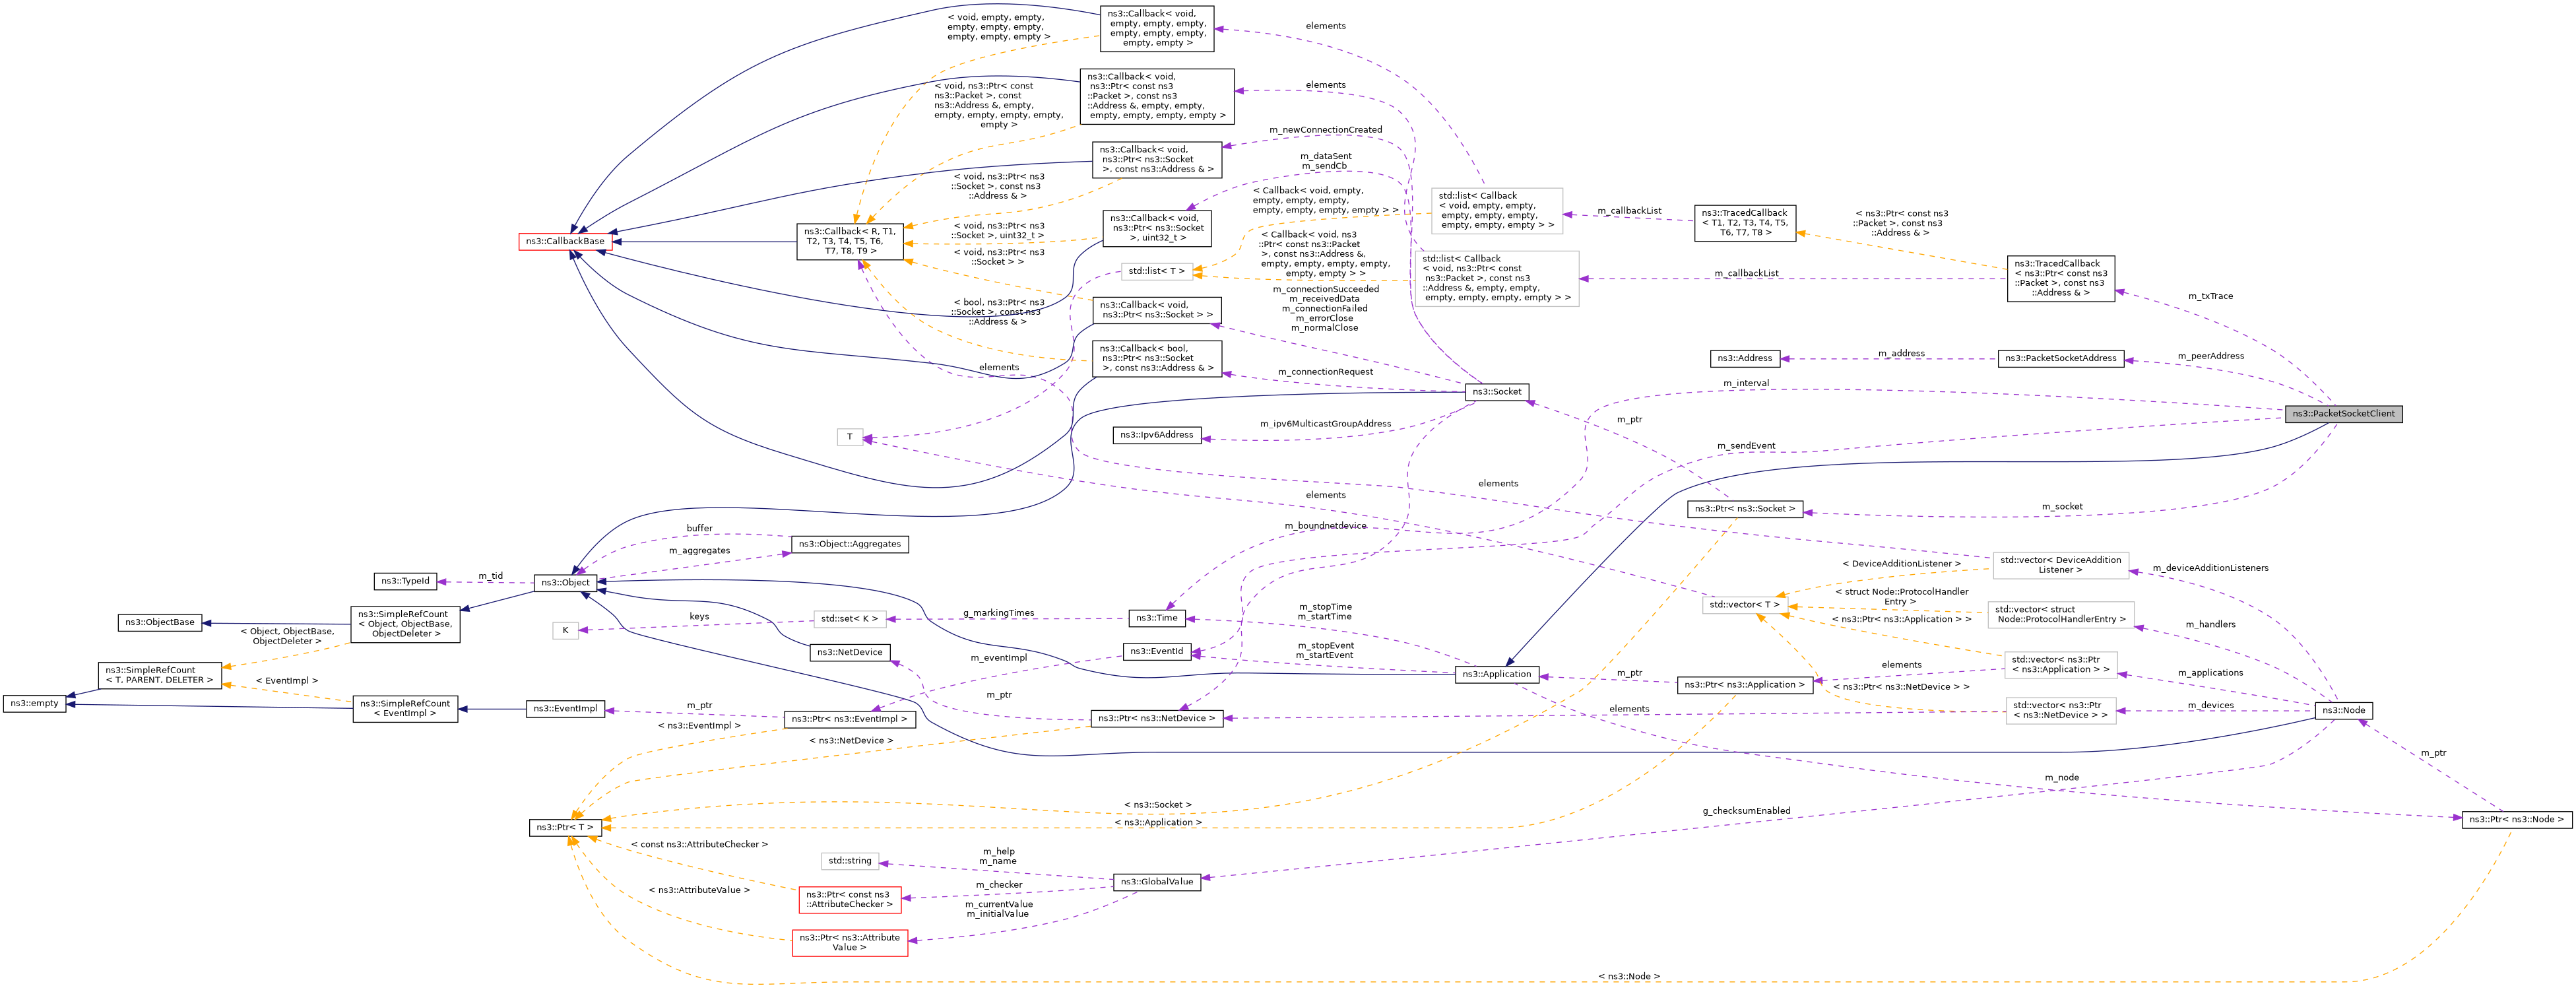 ns3::Callback< void,
empty, empty, empty,
empty, empty, empty,
empty, empty >
< void, empty, empty,
empty, empty, empty,
empty, empty, empty >
elements
ns3::Callback< void,
ns3::Ptr< const ns3
::Packet >, const ns3
::Address &, empty, empty,
empty, empty, empty, empty >
< void, ns3::Ptr< const
ns3::Packet >, const
ns3::Address &, empty,
empty, empty, empty, empty,
empty >
elements
m_newConnectionCreated
ns3::Callback< void,
ns3::Ptr< ns3::Socket
>, const ns3::Address & >
m_dataSent
m_sendCb
< void, ns3::Ptr< ns3
::Socket >, const ns3
::Address & >
< Callback< void, empty,
empty, empty, empty,
empty, empty, empty, empty > >
std::list< Callback
< void, empty, empty,
empty, empty, empty,
empty, empty, empty > >
m_callbackList
ns3::TracedCallback
< T1, T2, T3, T4, T5,
T6, T7, T8 >
< ns3::Ptr< const ns3
::Packet >, const ns3
::Address & >
ns3::CallbackBase
ns3::Callback< R, T1,
T2, T3, T4, T5, T6,
T7, T8, T9 >
< void, ns3::Ptr< ns3
::Socket >, uint32_t >
ns3::Callback< void,
ns3::Ptr< ns3::Socket
>, uint32_t >
< void, ns3::Ptr< ns3
::Socket > >
< Callback< void, ns3
::Ptr< const ns3::Packet
>, const ns3::Address &,
empty, empty, empty, empty,
empty, empty > >
std::list< T >
std::list< Callback
< void, ns3::Ptr< const
ns3::Packet >, const ns3
::Address &, empty, empty,
empty, empty, empty, empty > >
m_callbackList
ns3::TracedCallback
< ns3::Ptr< const ns3
::Packet >, const ns3
::Address & >
m_txTrace
m_connectionSucceeded
m_receivedData
m_connectionFailed
m_errorClose
m_normalClose
ns3::Callback< void,
ns3::Ptr< ns3::Socket > >
< bool, ns3::Ptr< ns3
::Socket >, const ns3
::Address & >
ns3::Callback< bool,
ns3::Ptr< ns3::Socket
>, const ns3::Address & >
elements
m_connectionRequest
ns3::Socket
ns3::Address
m_address
ns3::PacketSocketAddress
m_peerAddress
m_interval
ns3::PacketSocketClient
m_ptr
T
ns3::Ipv6Address
m_ipv6MulticastGroupAddress
m_sendEvent
elements
elements
ns3::Ptr< ns3::Socket >
m_socket
m_boundnetdevice
buffer
ns3::Object::Aggregates
m_aggregates
ns3::TypeId
m_tid
ns3::Object
std::vector< DeviceAddition
Listener >
< DeviceAdditionListener >
m_deviceAdditionListeners
< struct Node::ProtocolHandler
Entry >
std::vector< T >
std::vector< struct
Node::ProtocolHandlerEntry >
m_handlers
< ns3::Ptr< ns3::Application > >
ns3::ObjectBase
ns3::SimpleRefCount
< Object, ObjectBase,
ObjectDeleter >
< Object, ObjectBase,
ObjectDeleter >
K
keys
std::set< K >
g_markingTimes
ns3::Time
m_stopTime
m_startTime
ns3::NetDevice
m_eventImpl
ns3::EventId
m_stopEvent
m_startEvent
ns3::Application
m_ptr
ns3::Ptr< ns3::Application >
elements
std::vector< ns3::Ptr
< ns3::Application > >
m_applications
ns3::SimpleRefCount
< T, PARENT, DELETER >
< EventImpl >
ns3::empty
ns3::SimpleRefCount
< EventImpl >
ns3::EventImpl
m_ptr
ns3::Ptr< ns3::EventImpl >
m_ptr
ns3::Ptr< ns3::NetDevice >
elements
< ns3::Ptr< ns3::NetDevice > >
std::vector< ns3::Ptr
< ns3::NetDevice > >
m_devices
ns3::Node
< ns3::EventImpl >
< ns3::NetDevice >
m_ptr
m_node
< ns3::Socket >
g_checksumEnabled
ns3::Ptr< T >
< ns3::Application >
ns3::Ptr< ns3::Node >
< const ns3::AttributeChecker >
std::string
m_help
m_name
ns3::GlobalValue
m_checker
ns3::Ptr< const ns3
::AttributeChecker >
< ns3::AttributeValue >
m_currentValue
m_initialValue
ns3::Ptr< ns3::Attribute
Value >
< ns3::Node >